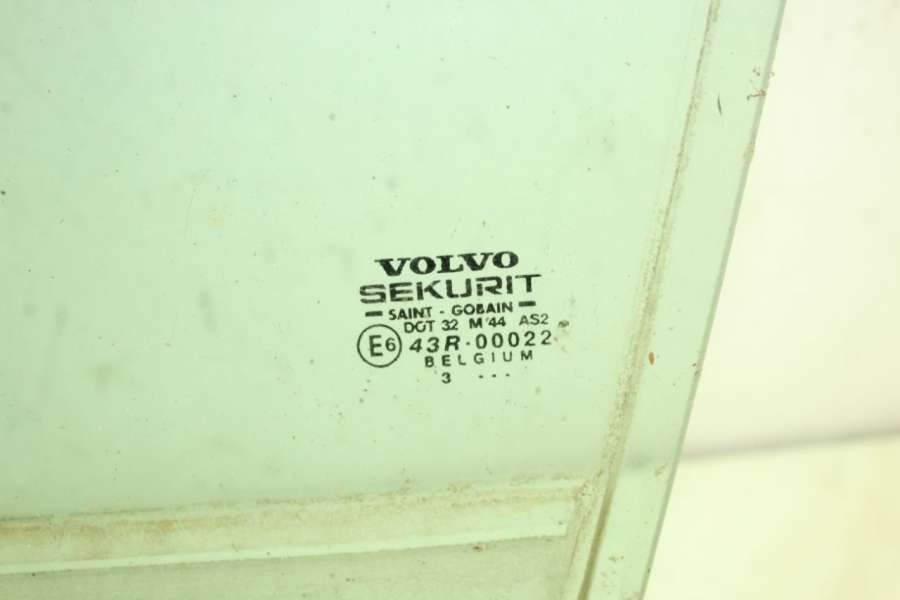 VOLVO
SEKURIT
SAINT - GOBAIN
DOT 32 M 44 AS2
E6 43R-00022
BELGIUM
3 ...